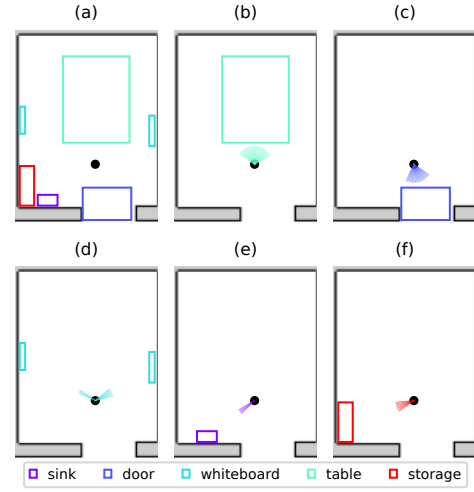 (a) (b) (c)
(d) (e) (f)
sink door whiteboard table storage